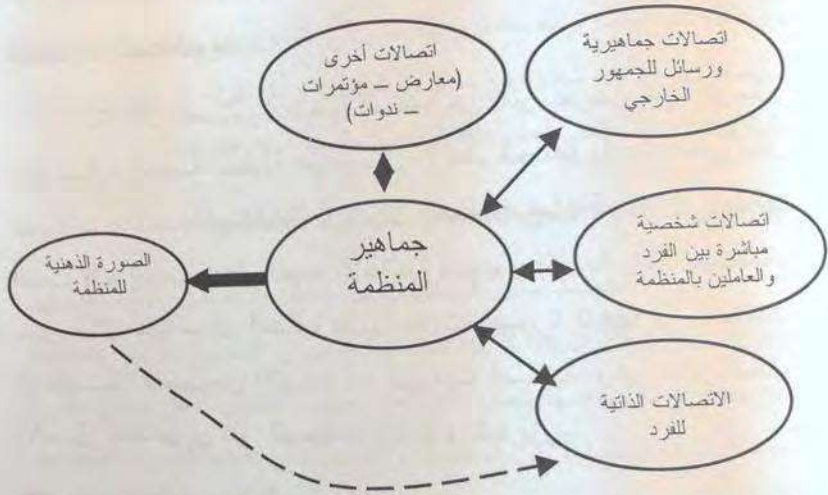 اتصالات جماهيرية
ورسائل للجمهور
الخارجي
اتصالات أخرى
(معارض – مؤتمرات
– ندوات)
اتصالات شخصية
مباشرة بين الفرد
والعاملين بالمنظمة
جماهير
المنظمة
الصورة الذهنية
للمنظمة
الاتصالات الذاتية
للفرد